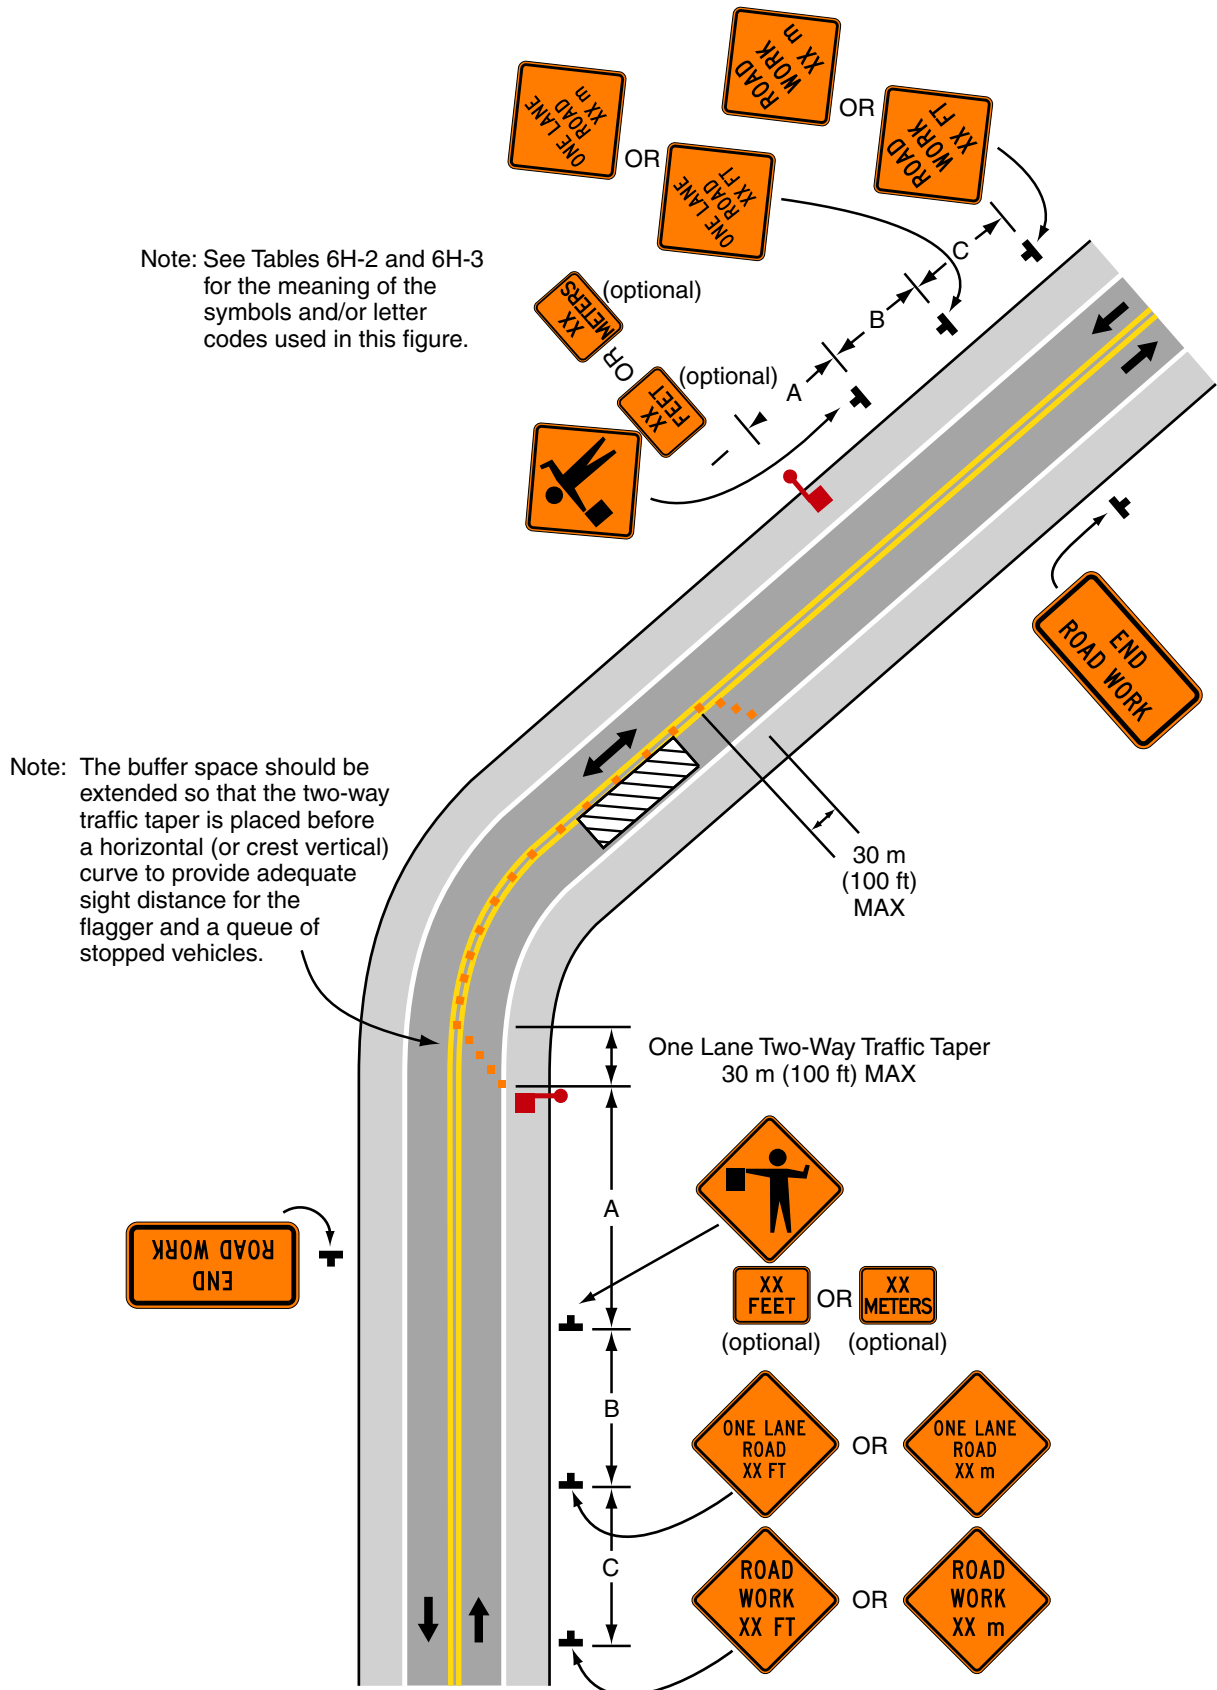 ROAD
WORK
XX m
OR
ROAD
WORK
XX FT
ONE LANE
ROAD
XX m
OR
ONE LANE
ROAD
XX FT
Note: See Tables 6H-2 and 6H-3
for the meaning of the
symbols and/or letter
codes used in this figure.
XX
METERS
(optional)
OR
XX
FEET
(optional)
C
B
A
END
ROAD WORK
Note: The buffer space should be
extended so that the two-way
traffic taper is placed before
a horizontal (or crest vertical)
curve to provide adequate
sight distance for the
flagger and a queue of
stopped vehicles.
30 m
(100 ft)
MAX
One Lane Two-Way Traffic Taper
30 m (100 ft) MAX
A
END
ROAD WORK
XX
FEET
OR
XX
METERS
(optional)
(optional)
B
ONE LANE
ROAD
XX FT
OR
ONE LANE
ROAD
XX m
C
ROAD
WORK
XX FT
OR
ROAD
WORK
XX m